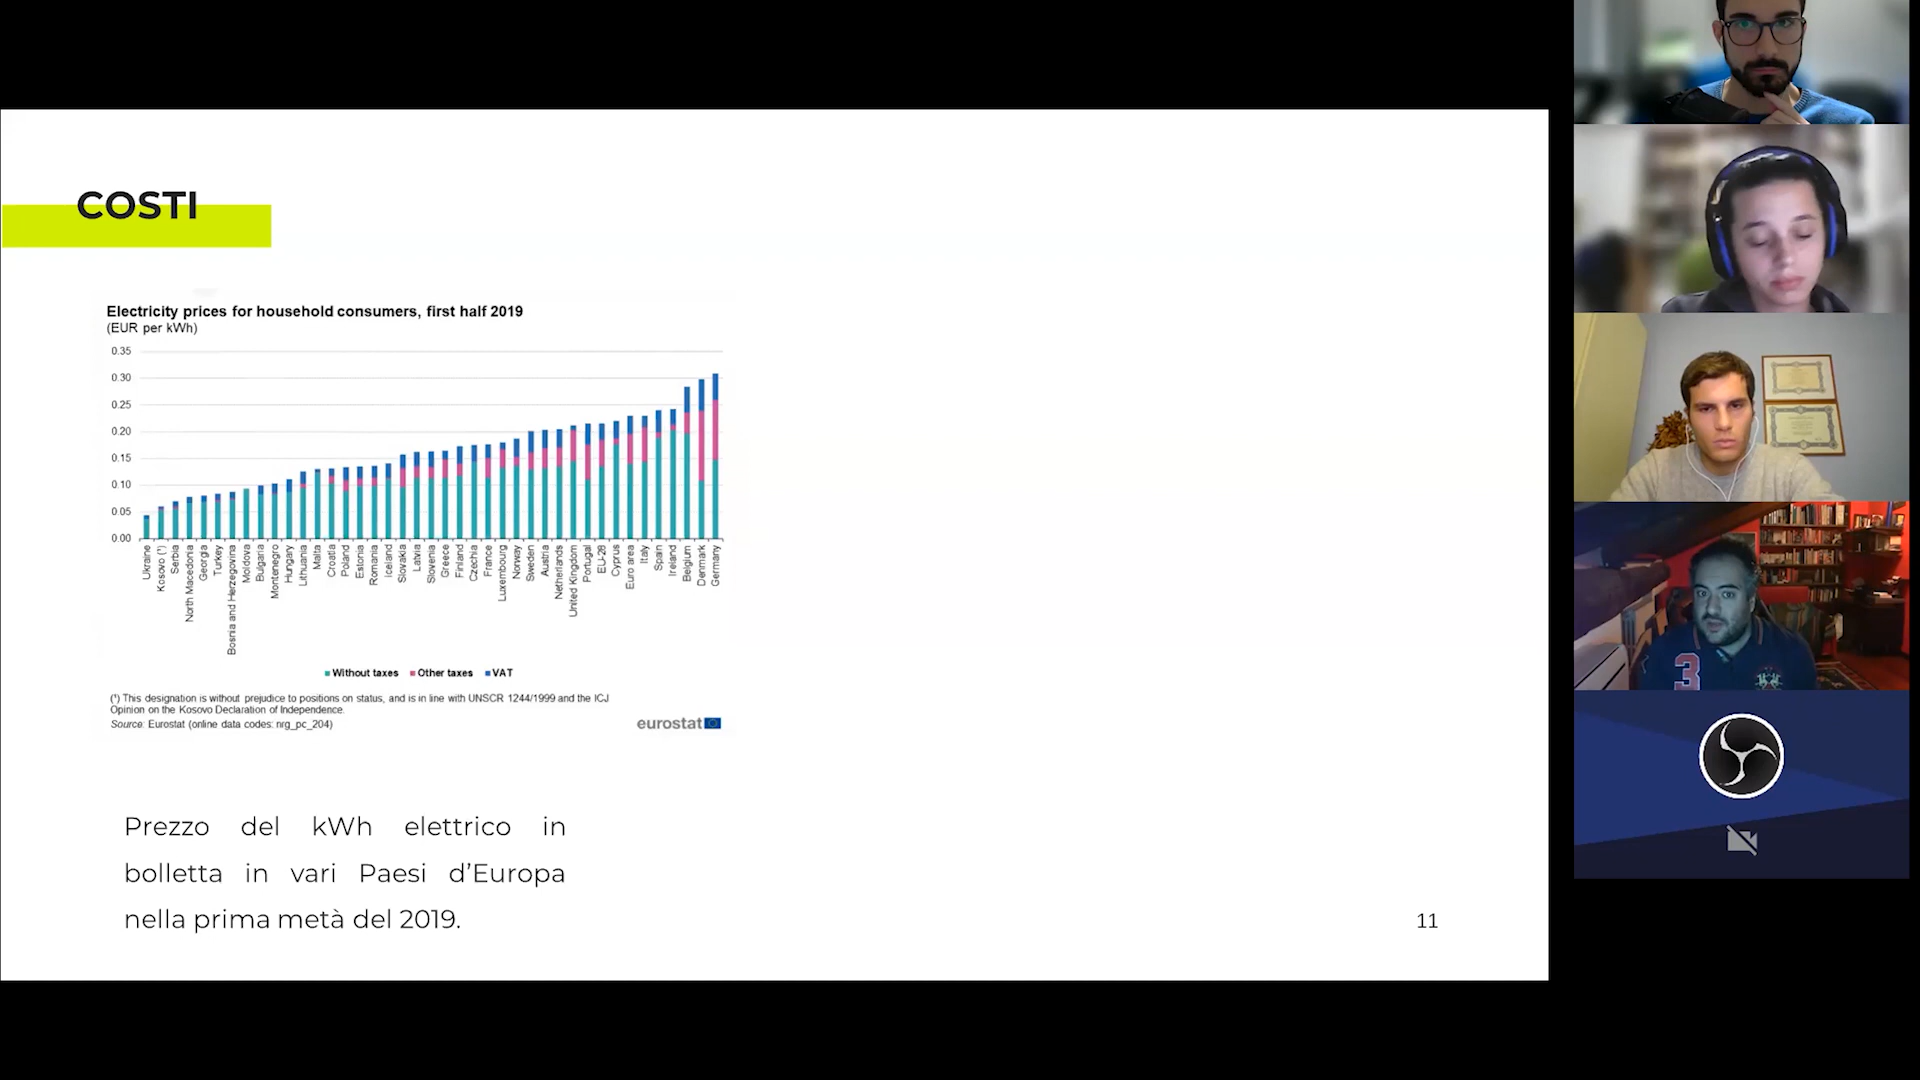 COSTI
Electricity prices for household consumers, first half 2019
(EUR per kWh)
0.35
0.30
0.25
0.20
0.15
0.10
0.05
0.00
Ukraine
Kosovo (¹)
Serbia
North Macedonia
Georgia
Turkey
Bosnia and Herzegovina
Moldova
Bulgaria
Montenegro
Hungary
Lithuania
Malta
Croatia
Poland
Estonia
Romania
Iceland
Slovakia
Latvia
Slovenia
Greece
Finland
Czechia
France
Luxembourg
Norway
Sweden
Austria
Netherlands
United Kingdom
Portugal
EU-28
Cyprus
Euro area
Italy
Spain
Ireland
Belgium
Denmark
Germany
Without taxes Other taxes VAT
(¹) This designation is without prejudice to positions on status, and is in line with UNSCR 1244/1999 and the ICJ
Opinion on the Kosovo Declaration of Independence.
Source: Eurostat (online data codes: nrg_pc_204)
eurostat
Prezzo del kWh elettrico in
bolletta in vari Paesi d’Europa
nella prima metà del 2019.
11
3